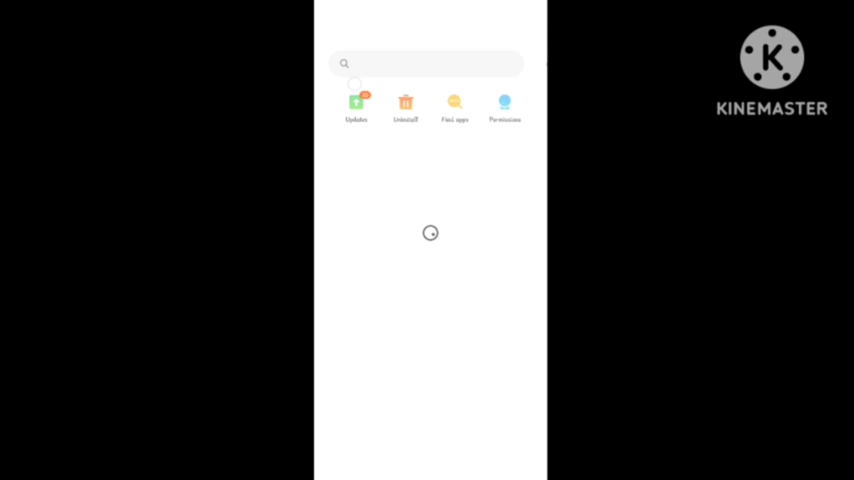 KINEMASTER
Updates
Uninstall
Find apps
Permissions